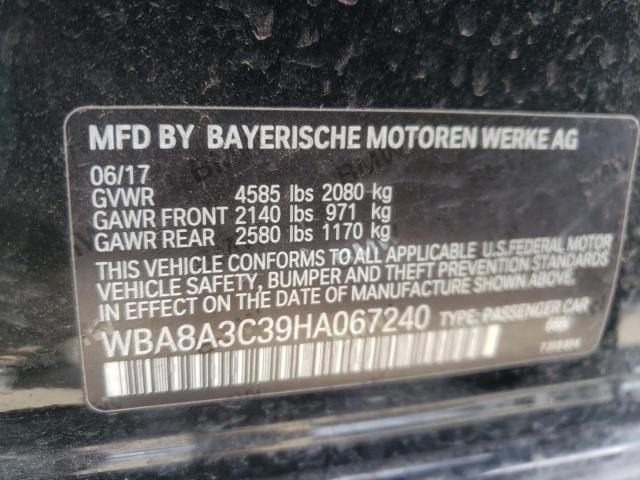 MFD BY BAYERISCHE MOTOREN WERKE AG
06/17
GVWR 4585 lbs 2080 kg
GAWR FRONT 2140 lbs 971 kg
GAWR REAR 2580 lbs 1170 kg
THIS VEHICLE CONFORMS TO ALL APPLICABLE U.S.FEDERAL MOTOR
VEHICLE SAFETY, BUMPER AND THEFT PREVENTION STANDARDS
IN EFFECT ON THE DATE OF MANUFACTURE SHOWN ABOVE.
WBA8A3C39HA067240 TYPE: PASSENGER CAR